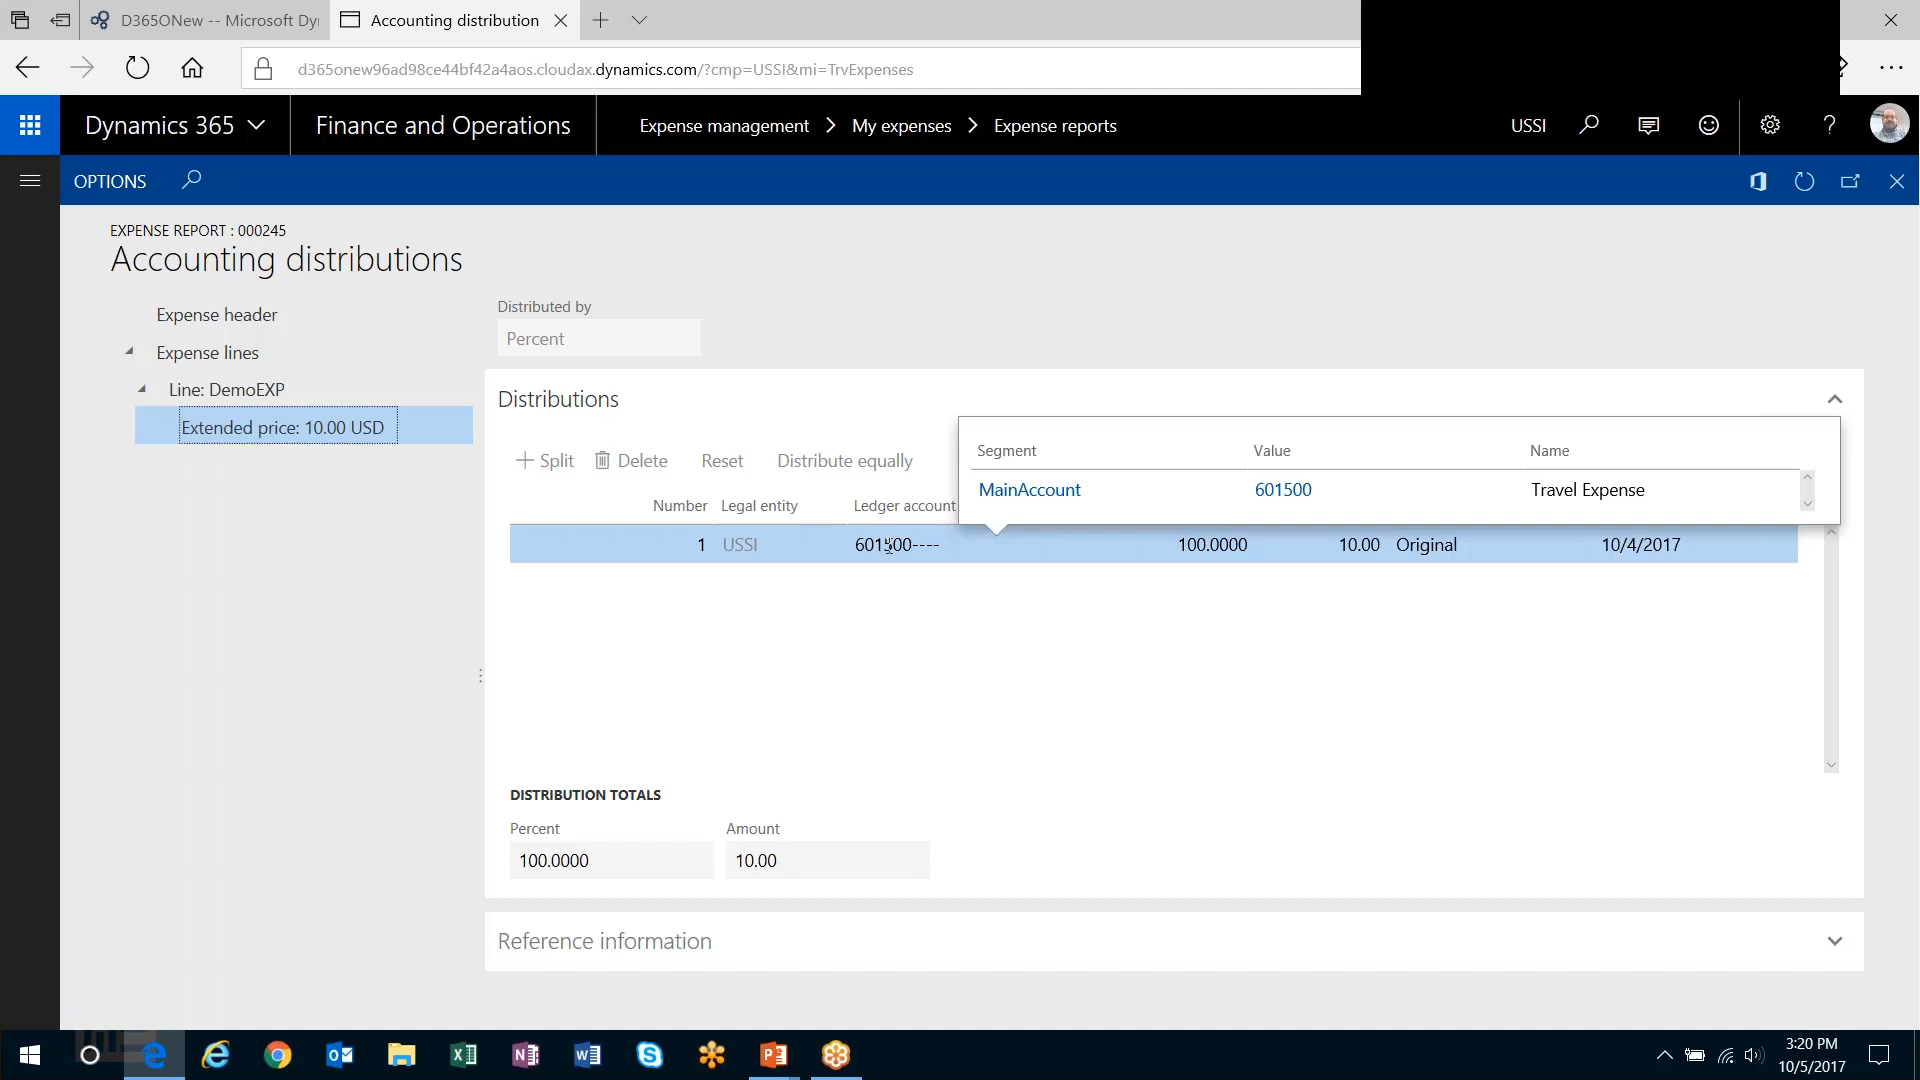 D365ONew -- Microsoft Dy
Accounting distribution
d365onew96ad98ce44bf42a4aos.cloudax.dynamics.com/?cmp=USSI&mi=TrvExpenses
Dynamics 365
Finance and Operations
Expense management > My expenses > Expense reports
USSI
?
OPTIONS
EXPENSE REPORT : 000245
Accounting distributions
Expense header
Expense lines
Line: DemoEXP
Extended price: 10.00 USD
Distributed by
Percent
Distributions
Split Delete Reset Distribute equally
Segment Value Name
MainAccount 601500 Travel Expense
Number Legal entity Ledger account
1 USSI 601500---- 100.0000 10.00 Original 10/4/2017
DISTRIBUTION TOTALS
Percent Amount
100.0000 10.00
Reference information
3:20 PM
10/5/2017